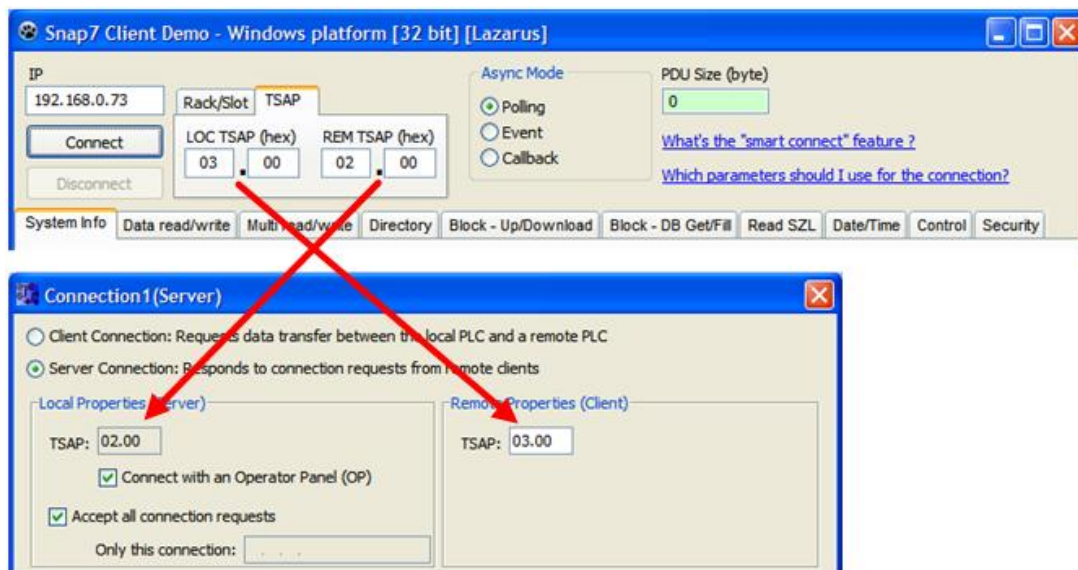 Snap7 Client Demo - Windows platform [32 bit] [Lazarus]
IP
192.168.0.73
Connect
Disconnect
Rack/Slot TSAP
LOC TSAP (hex) REM TSAP (hex)
03 . 00 02 . 00
Async Mode
Polling
Event
Callback
PDU Size (byte)
0
What's the "smart connect" feature ?
Which parameters should I use for the connection?
System Info Data read/write Multi read/write Directory Block - Up/Download Block - DB Get/Fill Read SZL Date/Time Control Security
Connection1(Server)
Client Connection: Requests data transfer between the local PLC and a remote PLC
Server Connection: Responds to connection requests from remote clients
Local Properties (Server)
TSAP: 02.00
Connect with an Operator Panel (OP)
Accept all connection requests
Only this connection: . . .
Remote Properties (Client)
TSAP: 03.00